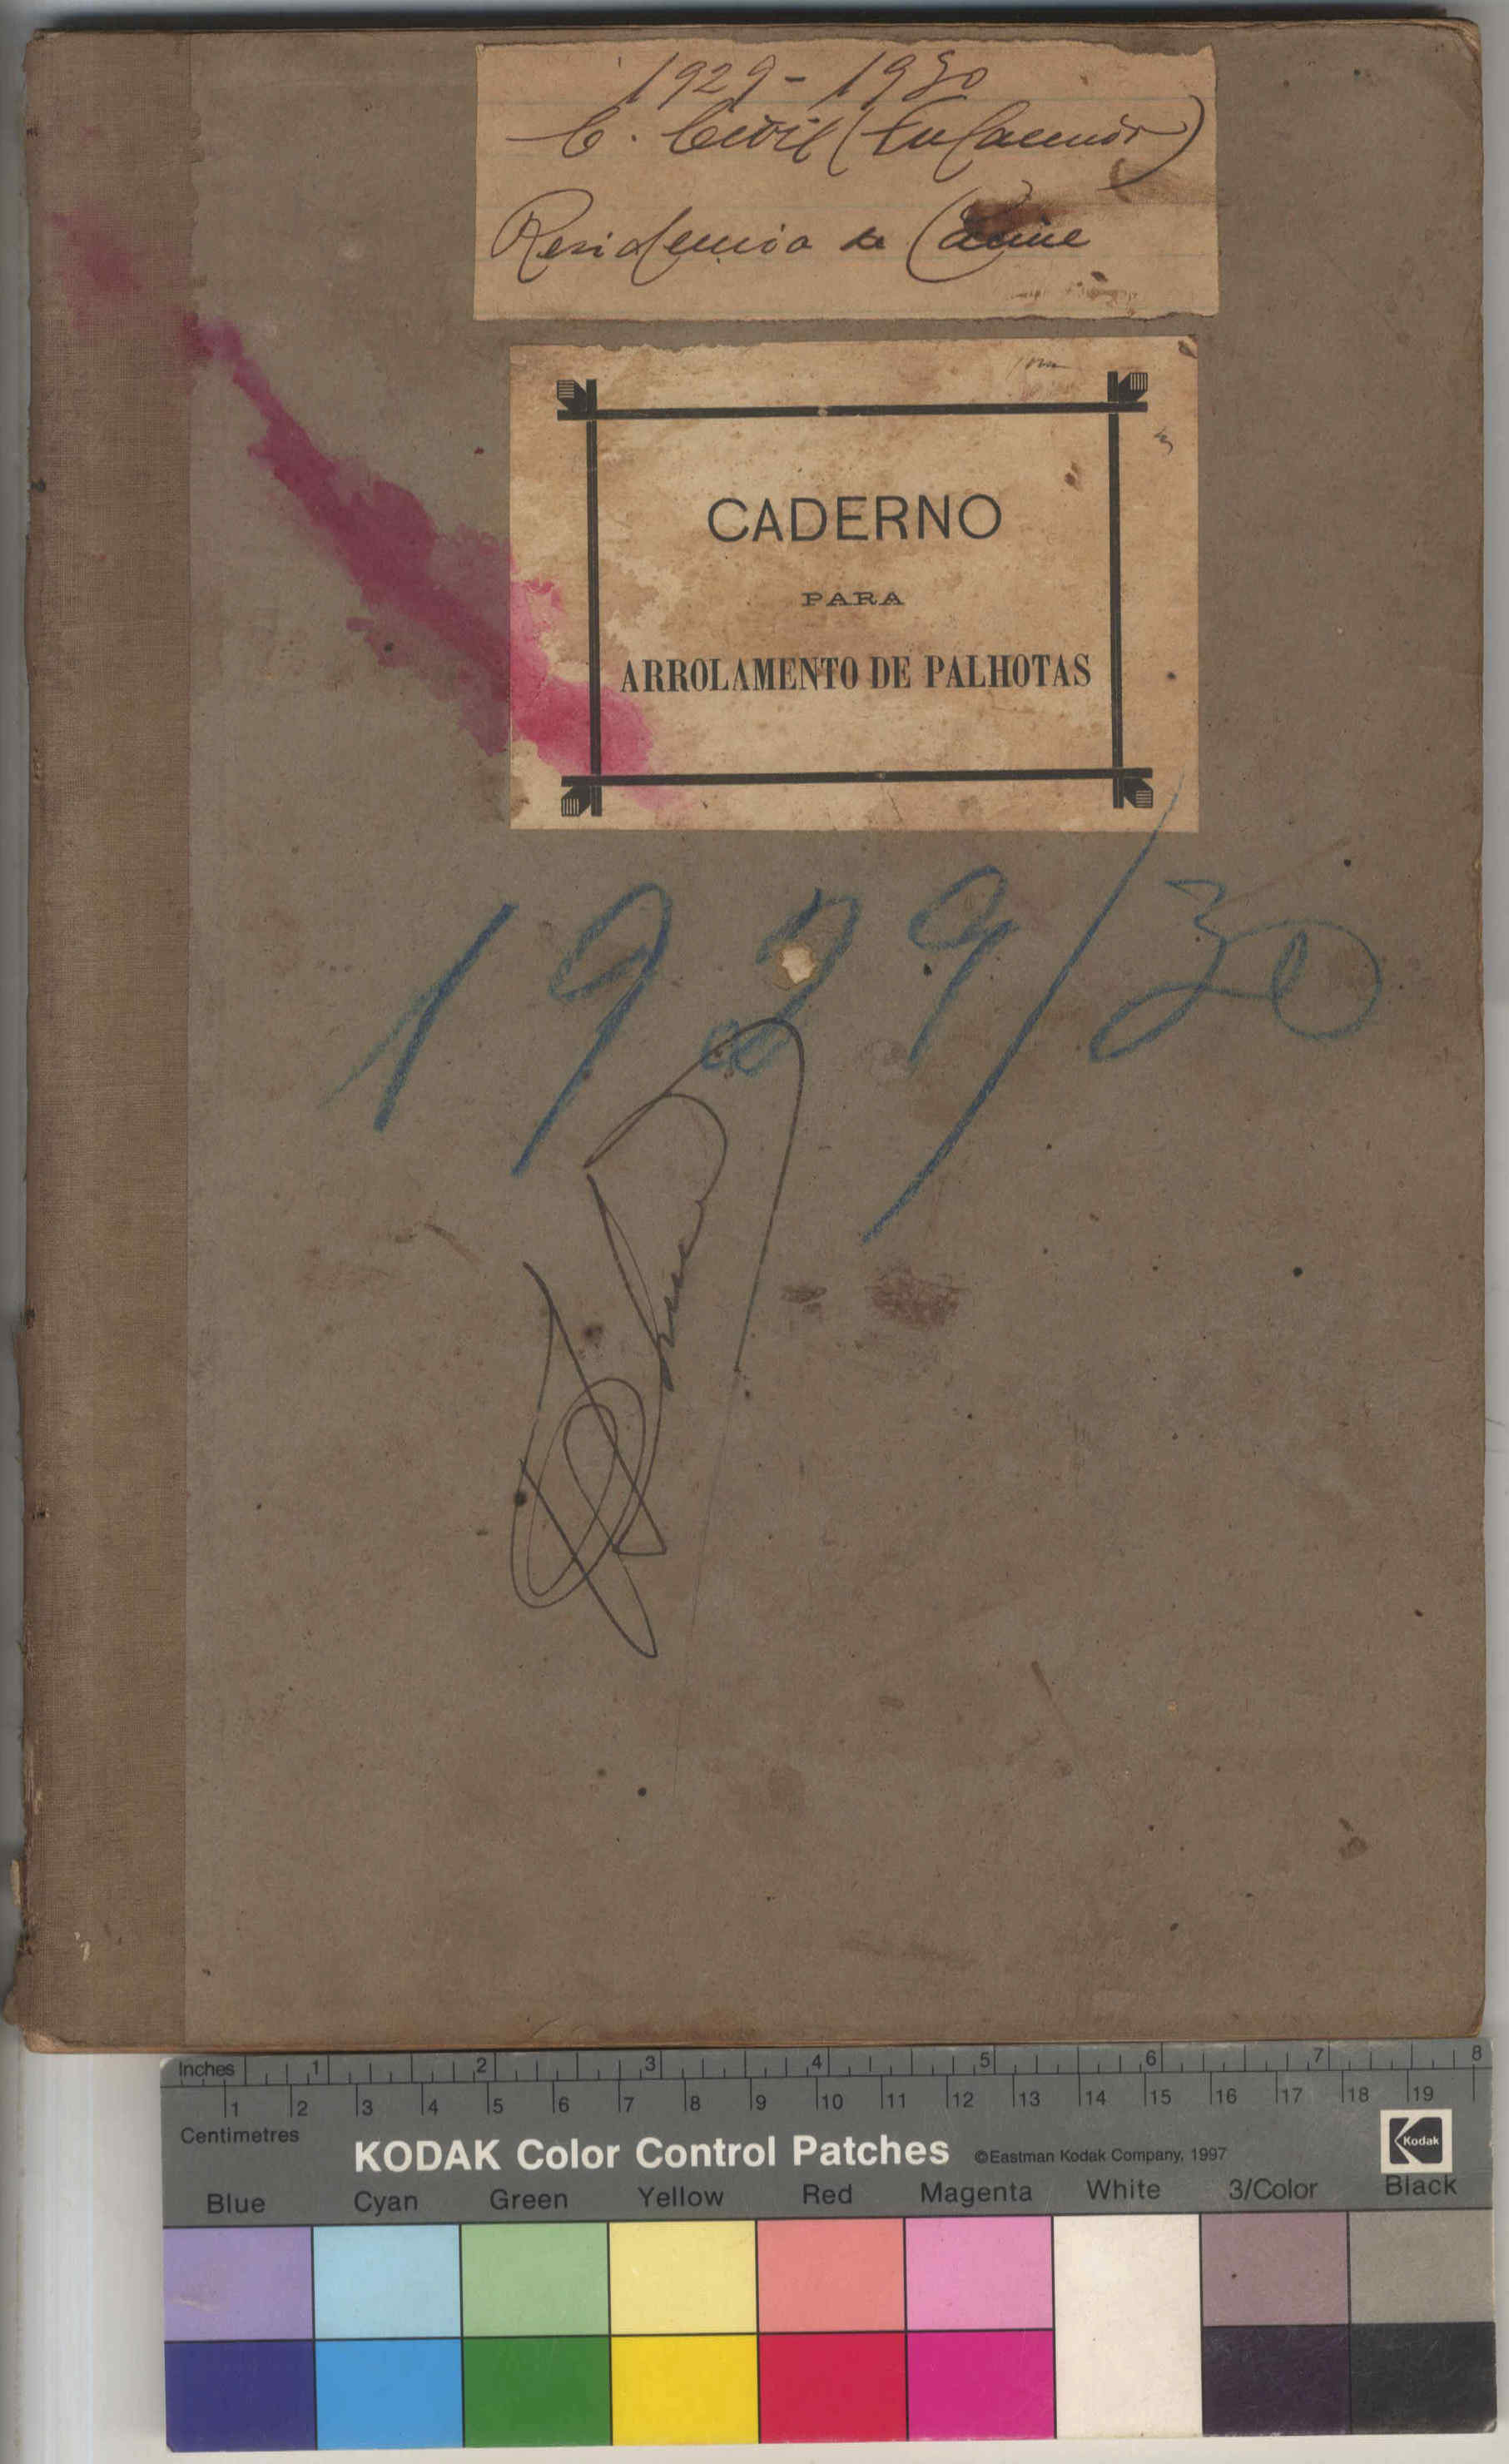 1929 - 1930
C. Civil (
Residencia de
CADERNO
PARA
ARROLAMENTO DE PALHOTAS
1929/30
Inches 1 2 3 4 5 6 7 8
1 2 3 4 5 6 7 8 9 10 11 12 13 14 15 16 17 18 19
Centimetres
KODAK Color Control Patches ©Eastman Kodak Company, 1997 Kodak
Blue Cyan Green Yellow Red Magenta White 3/Color Black